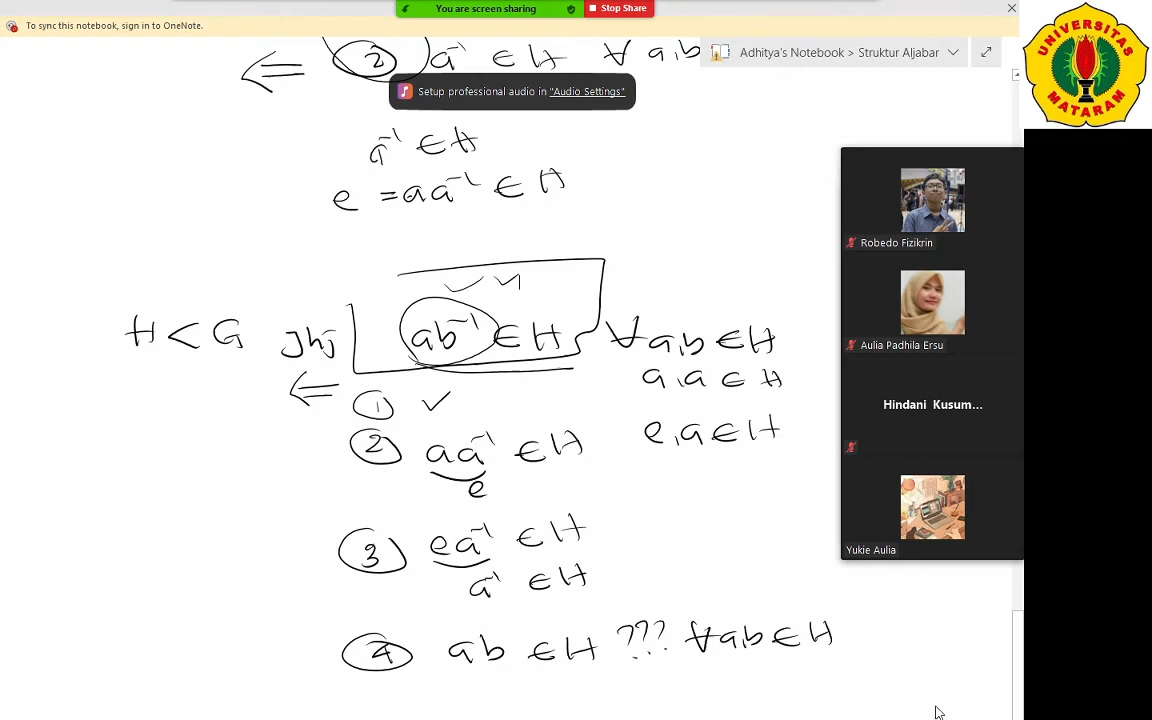 You are screen sharing
Stop Share
To sync this notebook, sign in to OneNote.
Adhitya's Notebook > Struktur Aljabar
② a⁻¹ ∈ H ∀ a,b
Setup professional audio in "Audio Settings"
a⁻¹ ∈ H
e = aa⁻¹ ∈ H
H < G jhj ab⁻¹ ∈ H ∀ a,b ∈ H
a,a ∈ H
⇐ ① ✓
② aa⁻¹ ∈ H
e,a ∈ H
e
③ ea⁻¹ ∈ H
a⁻¹ ∈ H
④ ab ∈ H ??? ∀ab ∈ H
UNIVERSITAS
MATARAM
Robedo Fizikrin
Aulia Padhila Ersu
Hindani Kusum...
Yukie Aulia